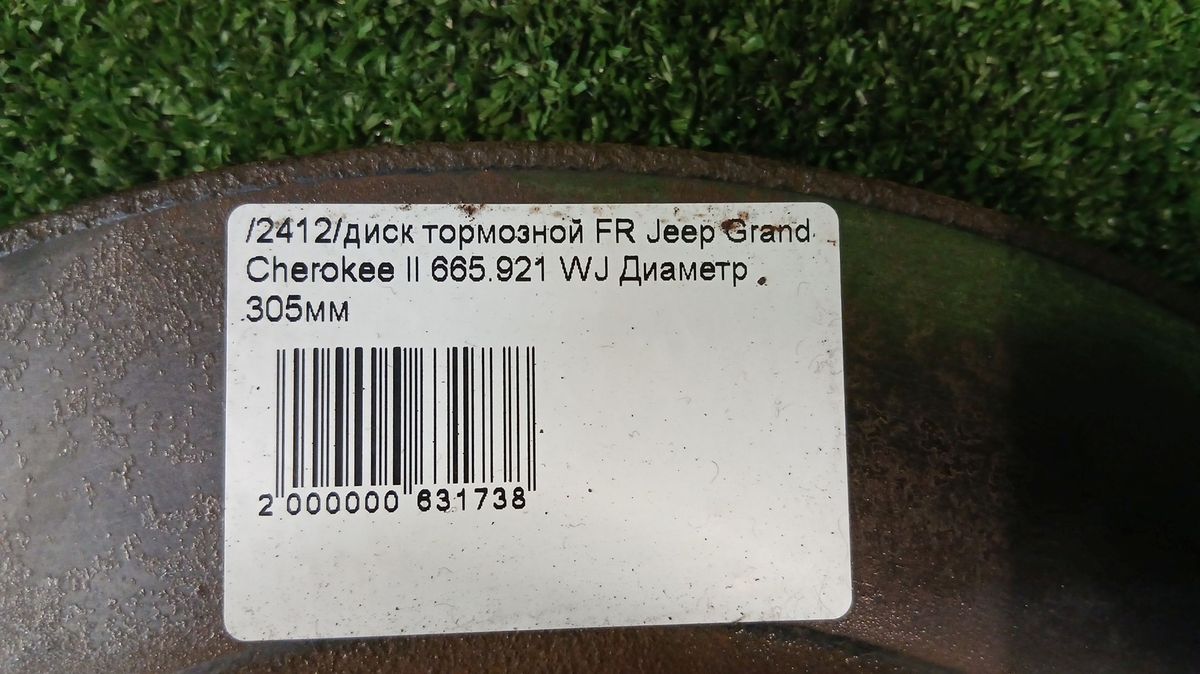 /2412/диск тормозной FR Jeep Grand
Cherokee II 665.921 WJ Диаметр
305мм
2 000000 631738